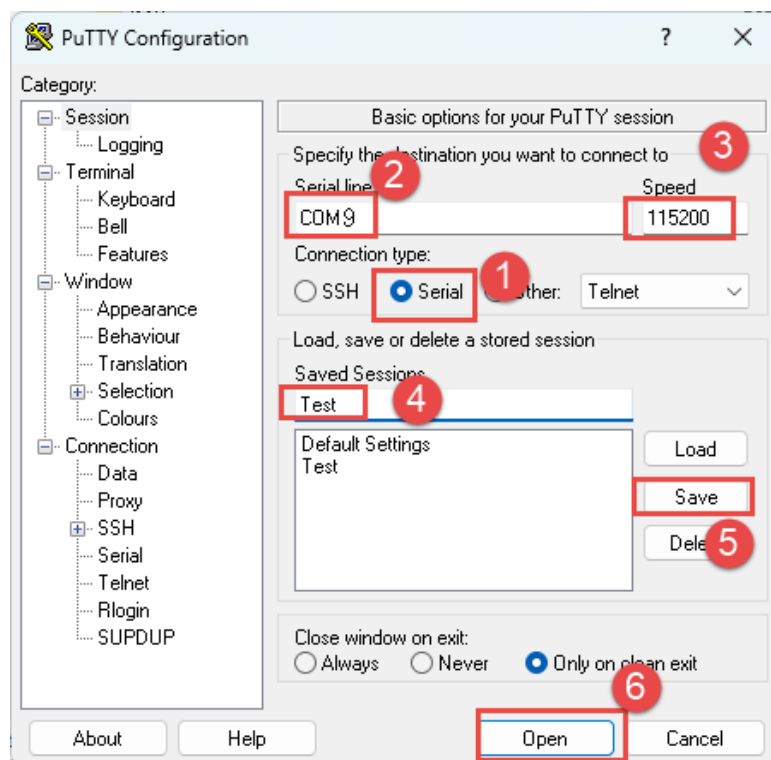 PuTTY Configuration
?
Category:
Session
Logging
Terminal
Keyboard
Bell
Features
Window
Appearance
Behaviour
Translation
Selection
Colours
Connection
Data
Proxy
SSH
Serial
Telnet
Rlogin
SUPDUP
Basic options for your PuTTY session
Specify the destination you want to connect to
3
Serial line
2
Speed
COM9
115200
Connection type:
1
SSH
Serial
Other:
Telnet
Load, save or delete a stored session
Saved Sessions
Test
4
Default Settings
Test
Load
Save
Delete
5
Close window on exit:
Always
Never
Only on clean exit
6
About
Help
Open
Cancel